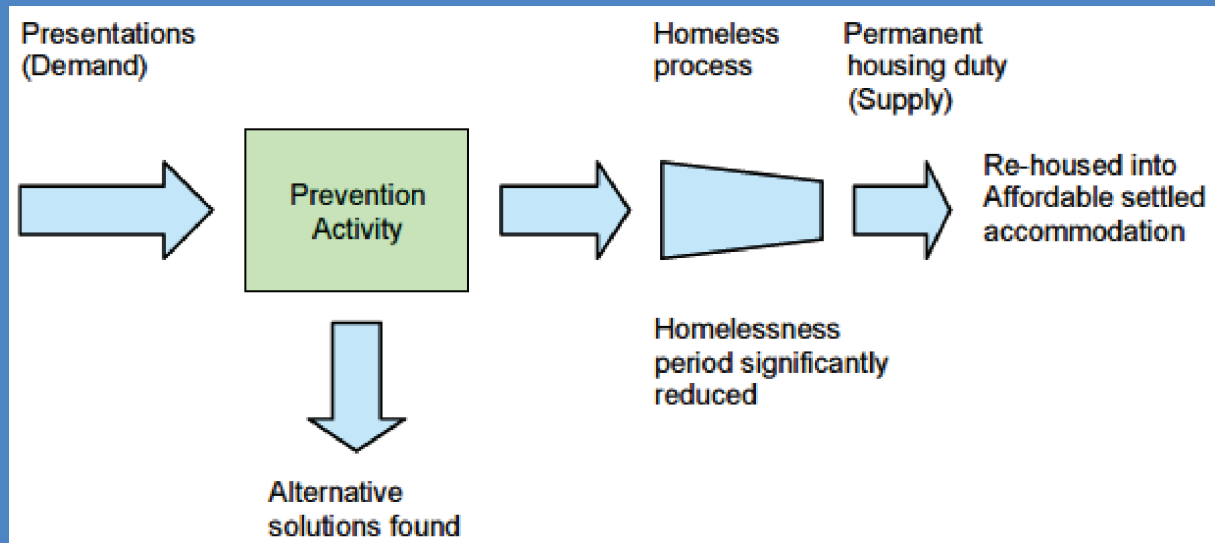 Presentations
(Demand)
Homeless
process
Permanent
housing duty
(Supply)
Prevention
Activity
Re-housed into
Affordable settled
accommodation
Homelessness
period significantly
reduced
Alternative
solutions found